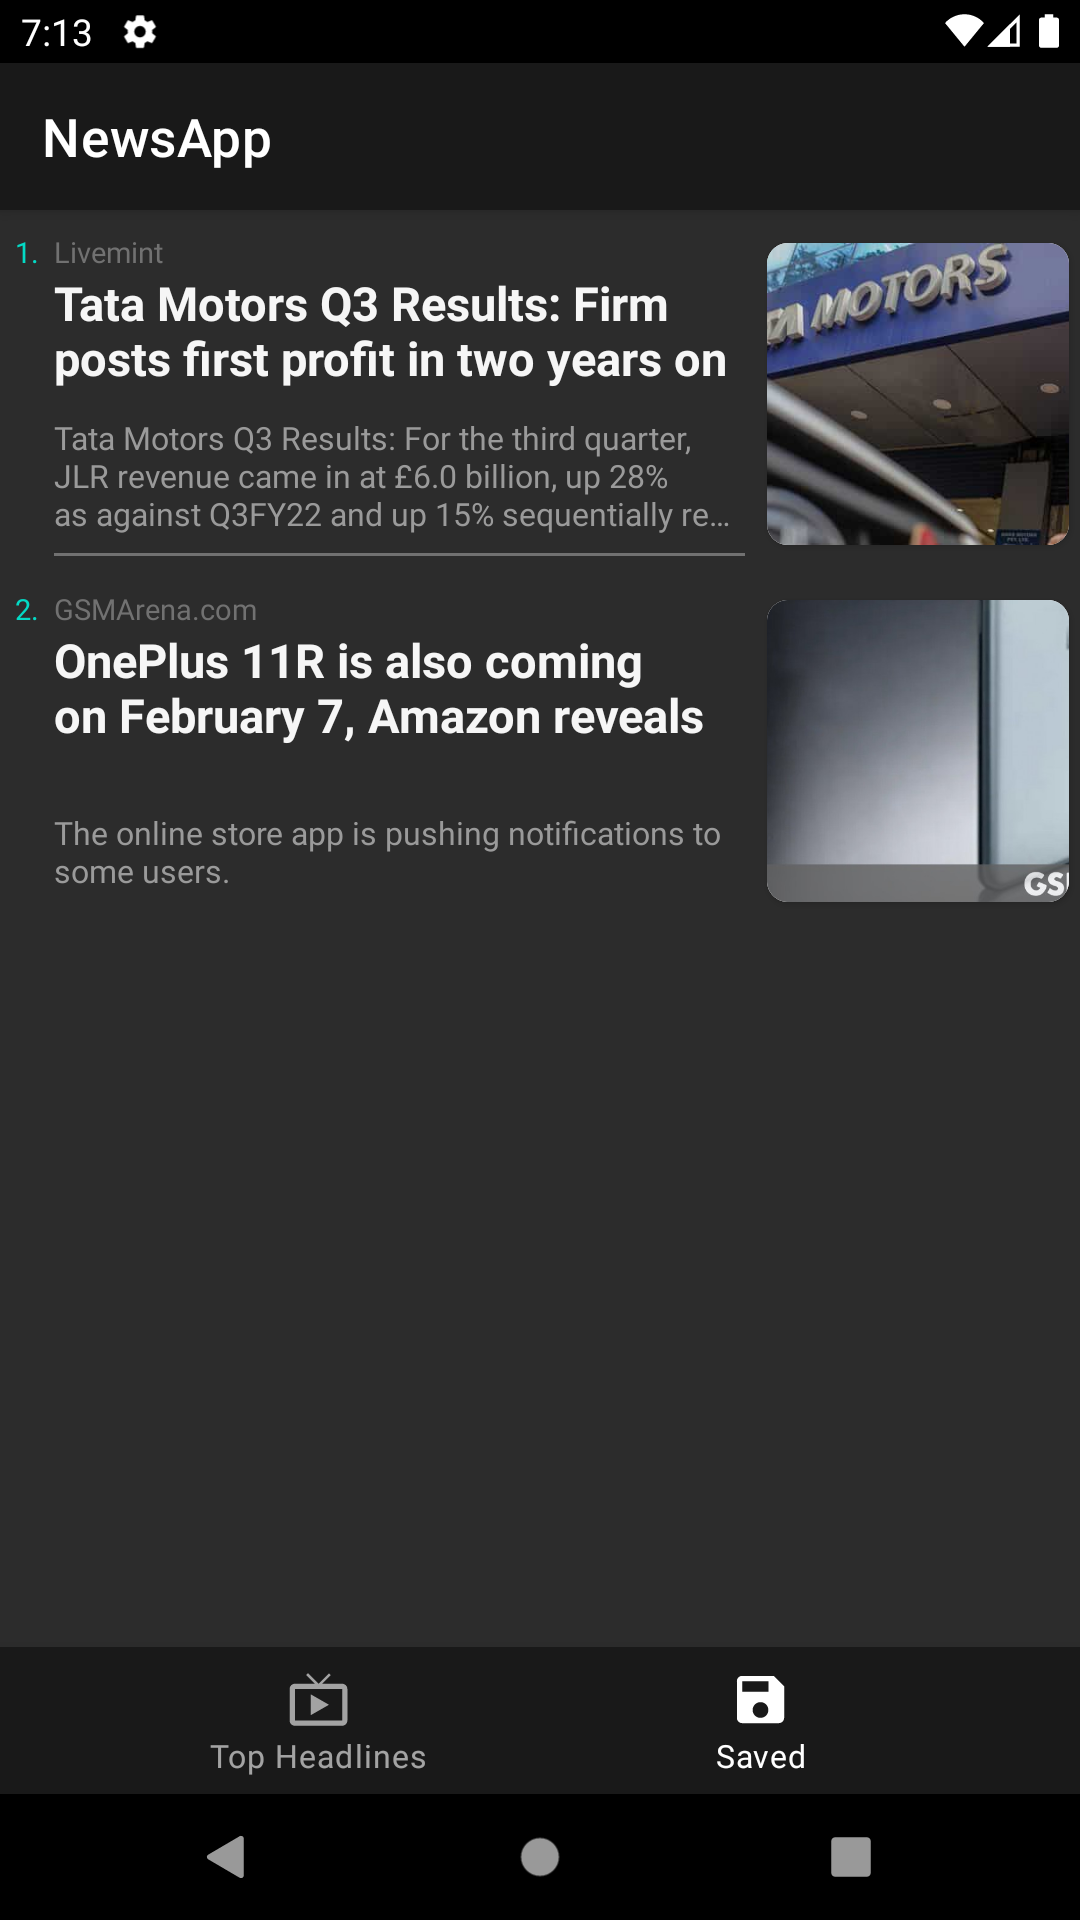 7:13
NewsApp
1. Livemint
Tata Motors Q3 Results: Firm
posts first profit in two years on
Tata Motors Q3 Results: For the third quarter,
JLR revenue came in at £6.0 billion, up 28%
as against Q3FY22 and up 15% sequentially re…
TA MOTORS
2. GSMArena.com
OnePlus 11R is also coming
on February 7, Amazon reveals
The online store app is pushing notifications to
some users.
GS
Top Headlines
Saved